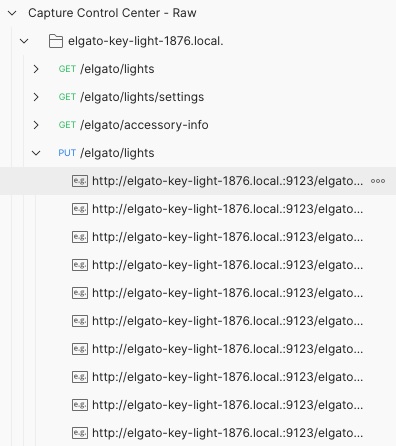 Capture Control Center - Raw
elgato-key-light-1876.local.
GET /elgato/lights
GET /elgato/lights/settings
GET /elgato/accessory-info
PUT /elgato/lights
e.g. http://elgato-key-light-1876.local.:9123/elgato...
e.g. http://elgato-key-light-1876.local.:9123/elgato...
e.g. http://elgato-key-light-1876.local.:9123/elgato...
e.g. http://elgato-key-light-1876.local.:9123/elgato...
e.g. http://elgato-key-light-1876.local.:9123/elgato...
e.g. http://elgato-key-light-1876.local.:9123/elgato...
e.g. http://elgato-key-light-1876.local.:9123/elgato...
e.g. http://elgato-key-light-1876.local.:9123/elgato...
e.g. http://elgato-key-light-1876.local.:9123/elgato...
e.g. http://elgato-key-light-1876.local.:9123/elgato...